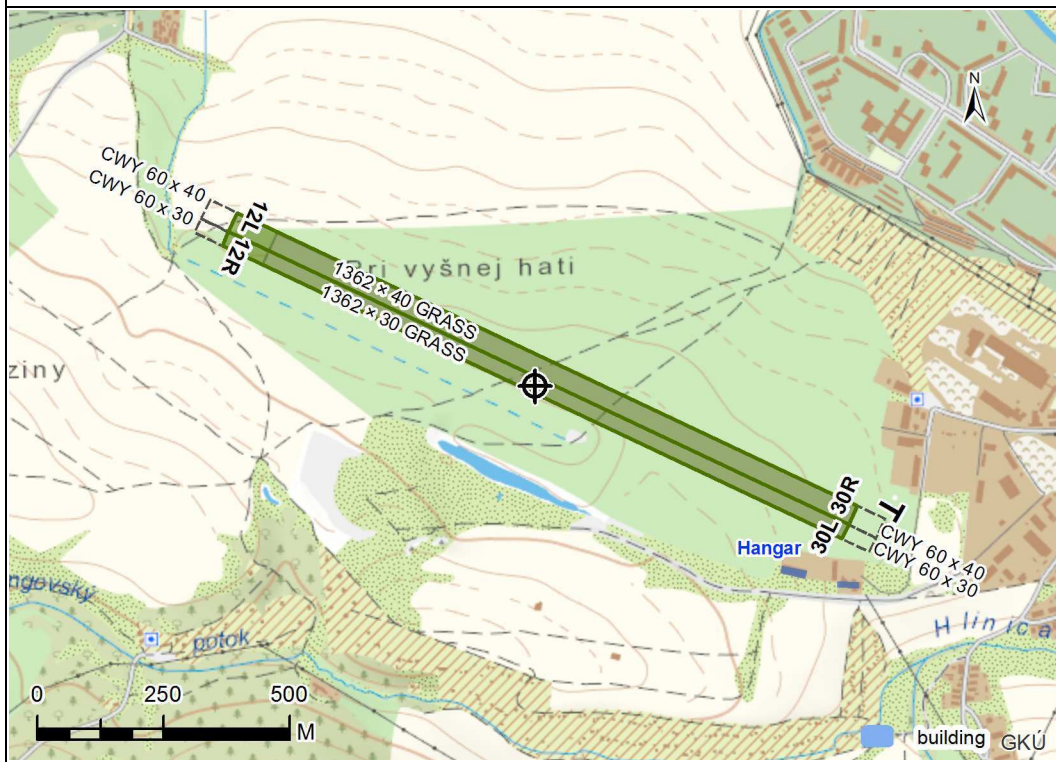 N
CWY 60 x 40
CWY 60 x 30
12L
12R
Pri vyšnej hati
1362 × 40 GRASS
1362 × 30 GRASS
ziny
30R
30L
T
CWY 60 x 40
CWY 60 x 30
Hangar
ngovsky
potok
Hlinica
0 250 500
M
building
GKÚ